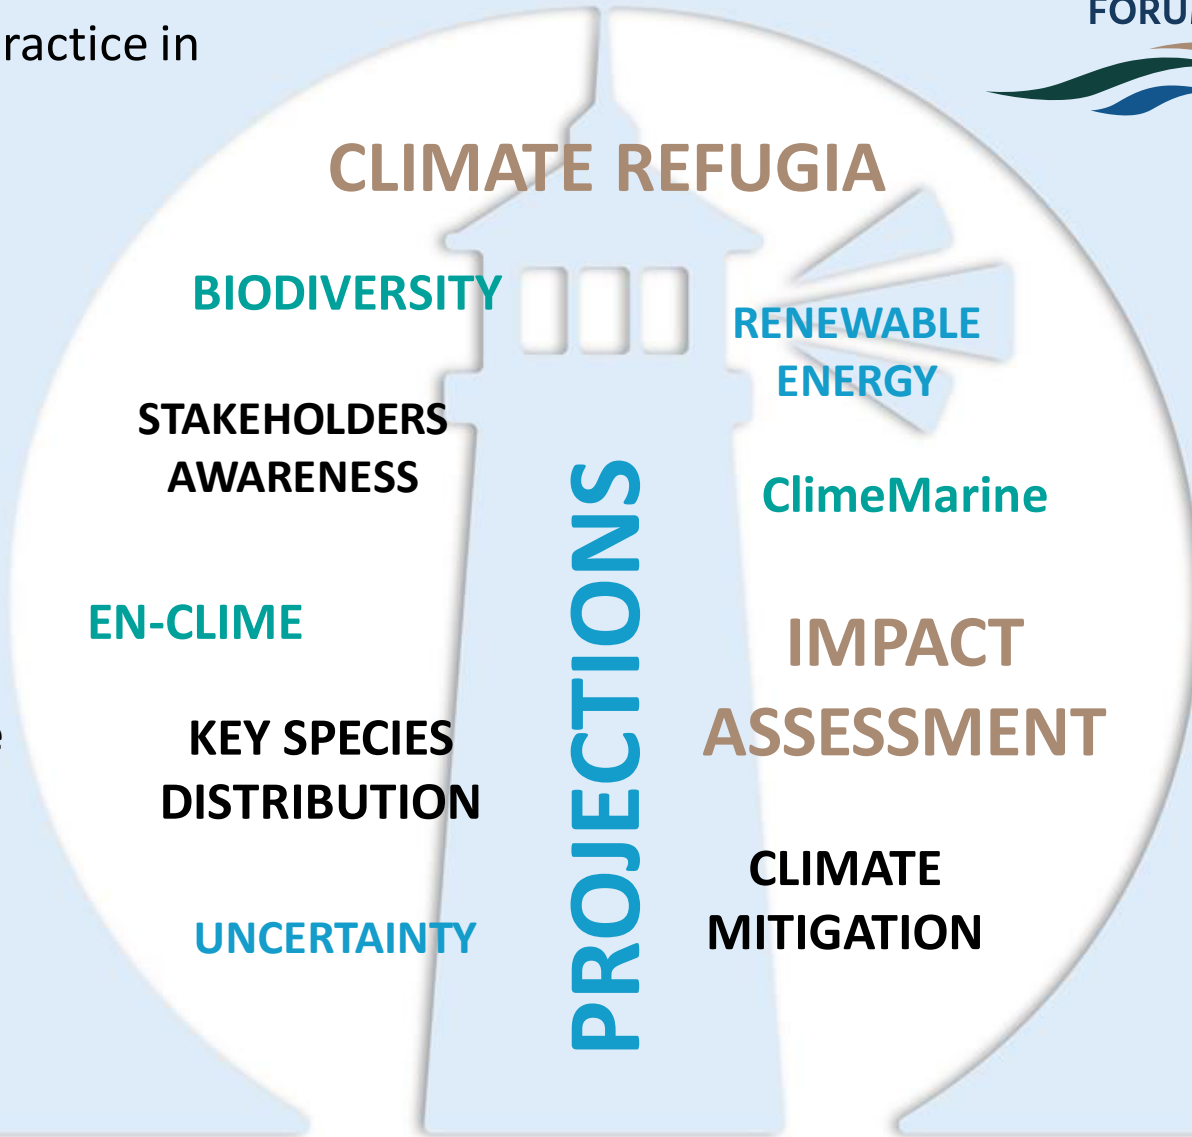 ractice in
FORUM
CLIMATE REFUGIA
BIODIVERSITY
RENEWABLE
ENERGY
STAKEHOLDERS
AWARENESS
ClimeMarine
EN-CLIME
IMPACT
ASSESSMENT
PROJECTIONS
e
KEY SPECIES
DISTRIBUTION
CLIMATE
MITIGATION
UNCERTAINTY